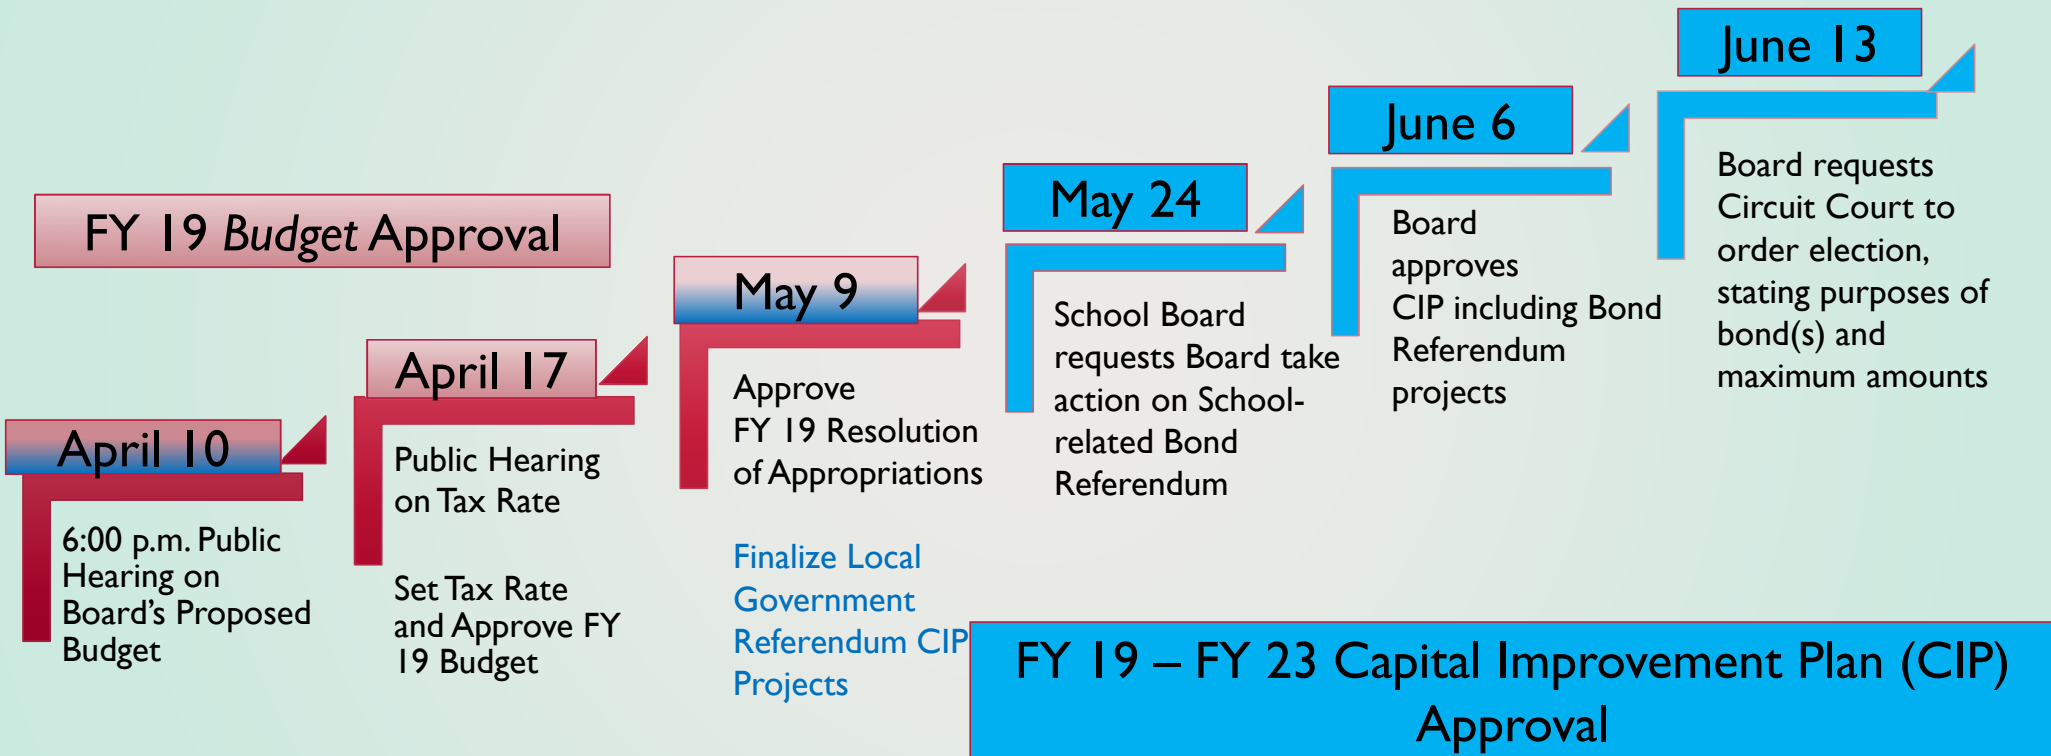 FY 19 Budget Approval
April 10
6:00 p.m. Public
Hearing on
Board's Proposed
Budget
April 17
Public Hearing
on Tax Rate
Set Tax Rate
and Approve FY
19 Budget
May 9
Approve
FY 19 Resolution
of Appropriations
Finalize Local
Government
Referendum CIP
Projects
May 24
School Board
requests Board take
action on School-
related Bond
Referendum
June 6
Board
approves
CIP including Bond
Referendum
projects
June 13
Board requests
Circuit Court to
order election,
stating purposes of
bond(s) and
maximum amounts
FY 19 – FY 23 Capital Improvement Plan (CIP)
Approval